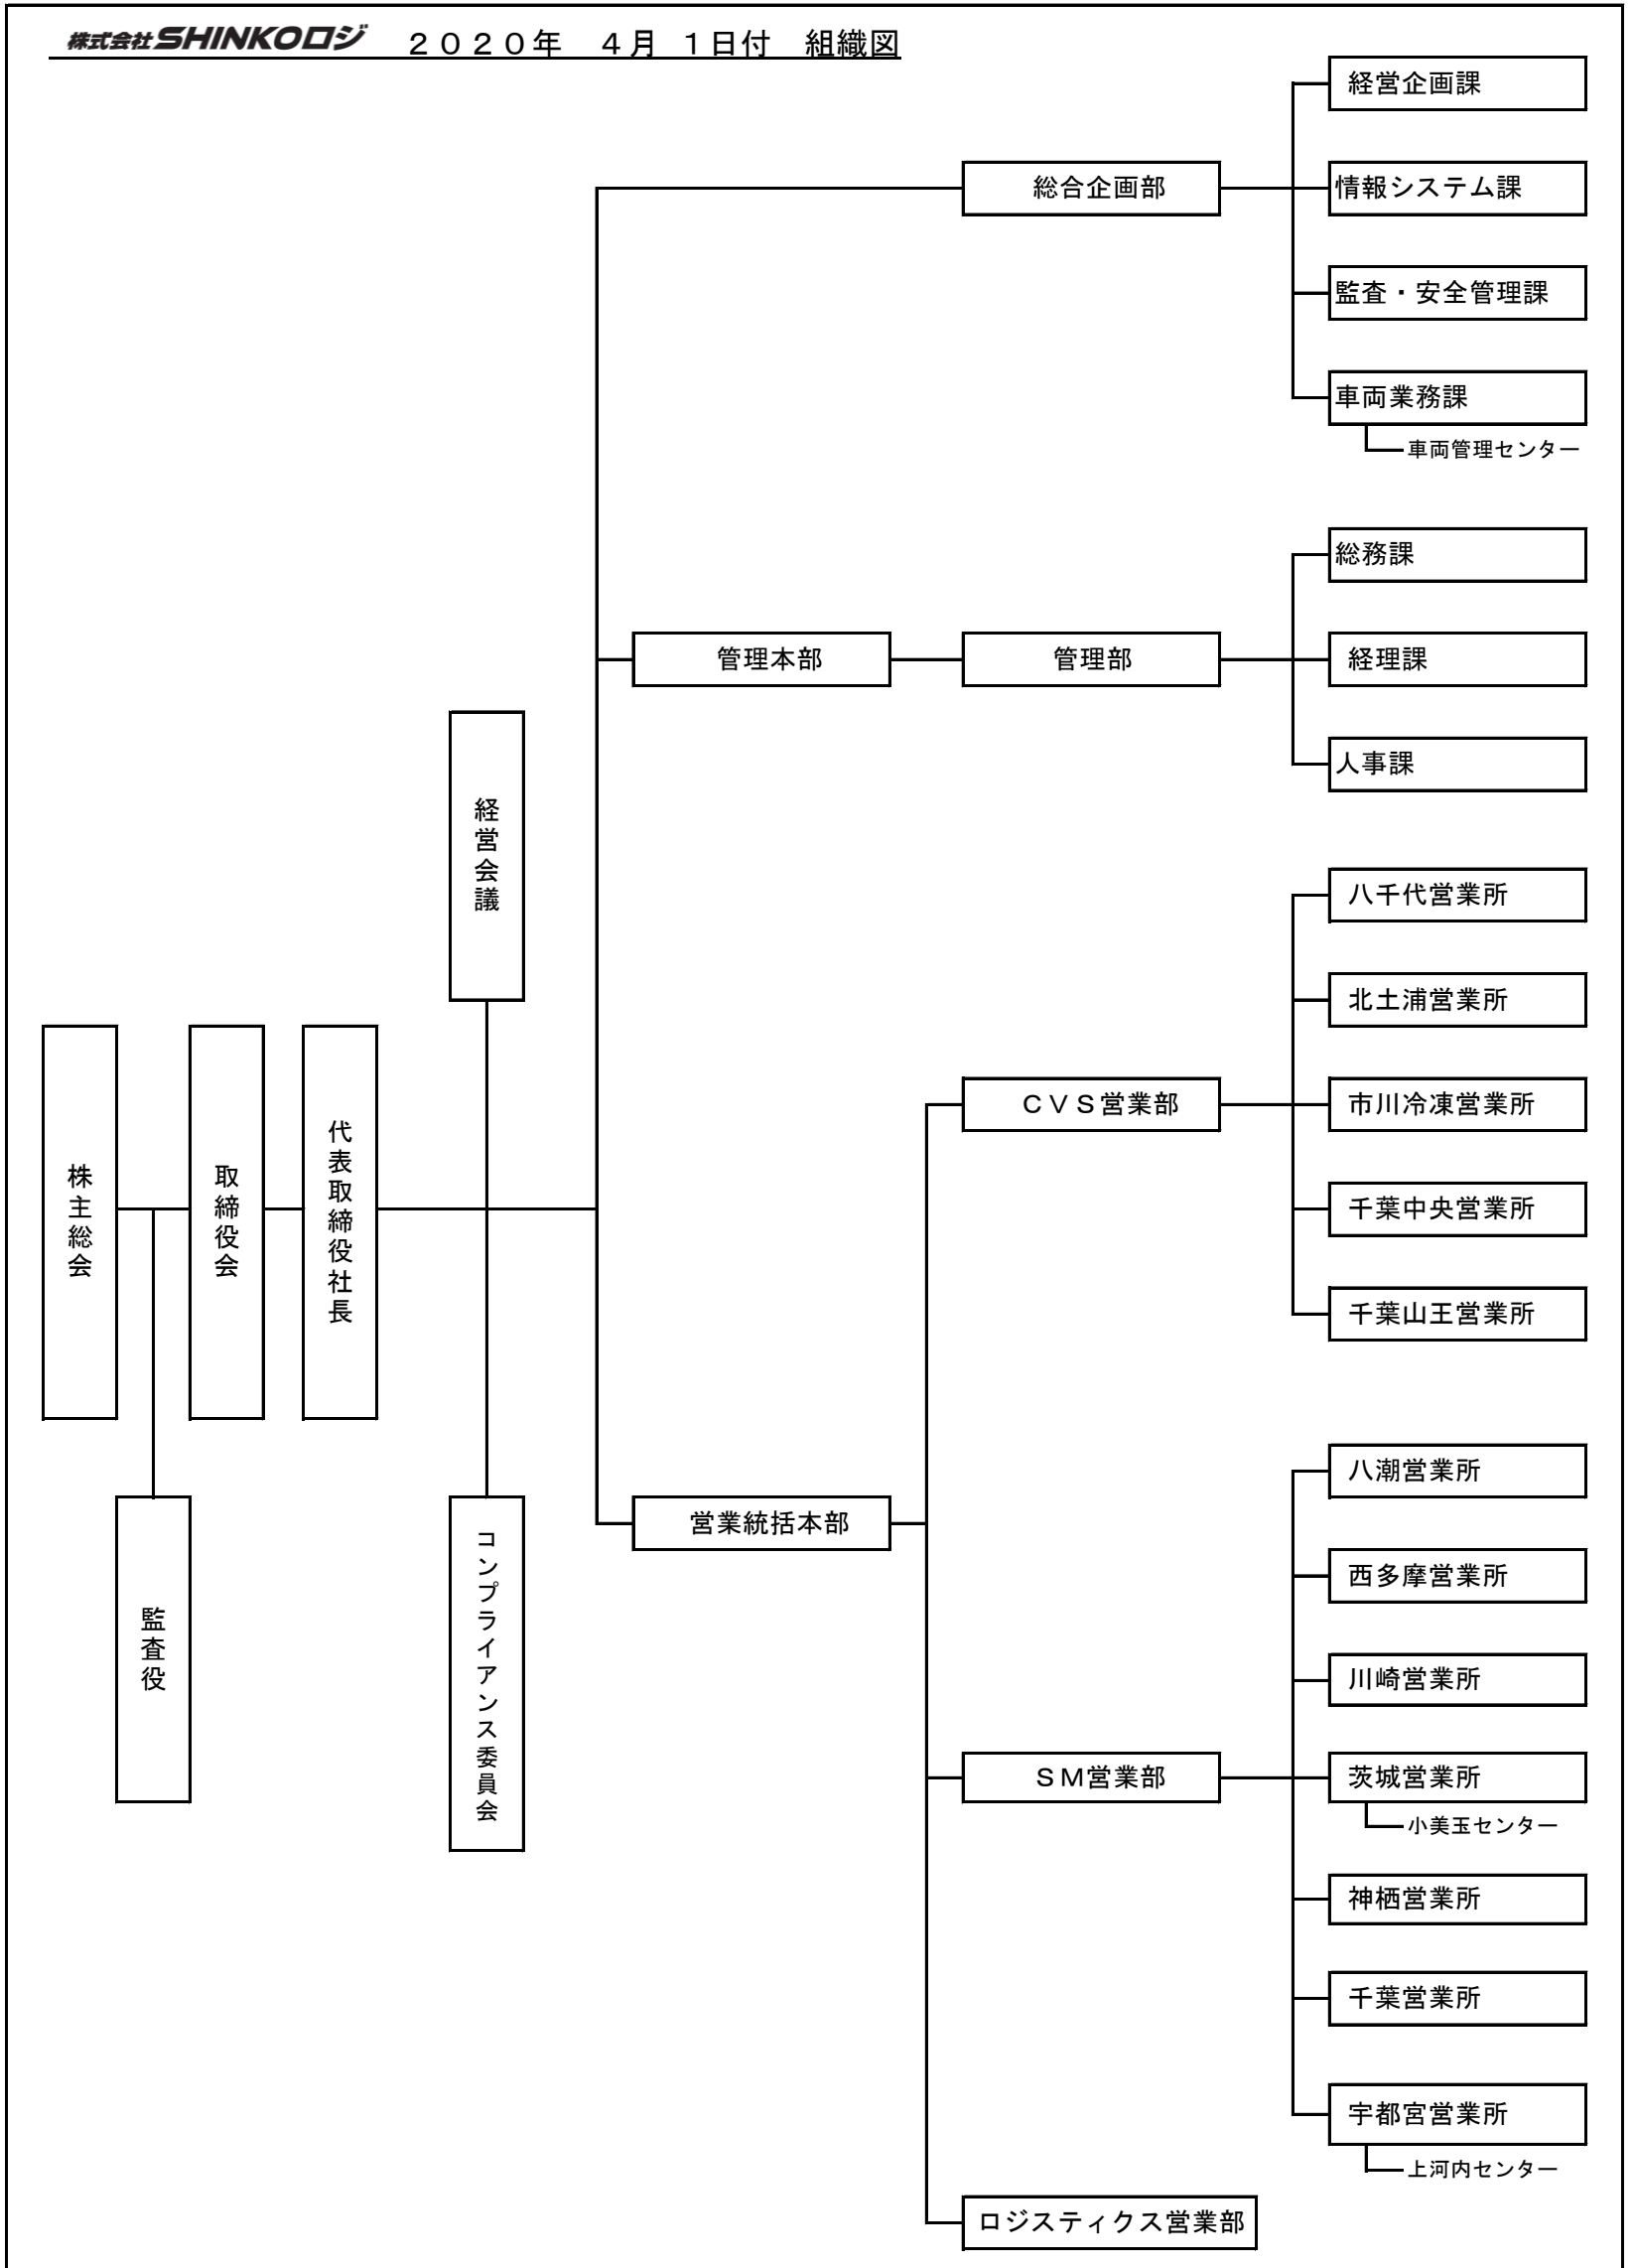 株式会社SHINKOロジ ２０２０年　４月　１日付　組織図
経営企画課
総合企画部
情報システム課
監査・安全管理課
車両業務課
車両管理センター
総務課
管理本部
管理部
経理課
人事課
経営会議
八千代営業所
北土浦営業所
ＣＶＳ営業部
市川冷凍営業所
千葉中央営業所
千葉山王営業所
株主総会
取締役会
代表取締役社長
監査役
コンプライアンス委員会
営業統括本部
八潮営業所
西多摩営業所
川崎営業所
ＳＭ営業部
茨城営業所
小美玉センター
神栖営業所
千葉営業所
宇都宮営業所
上河内センター
ロジスティクス営業部